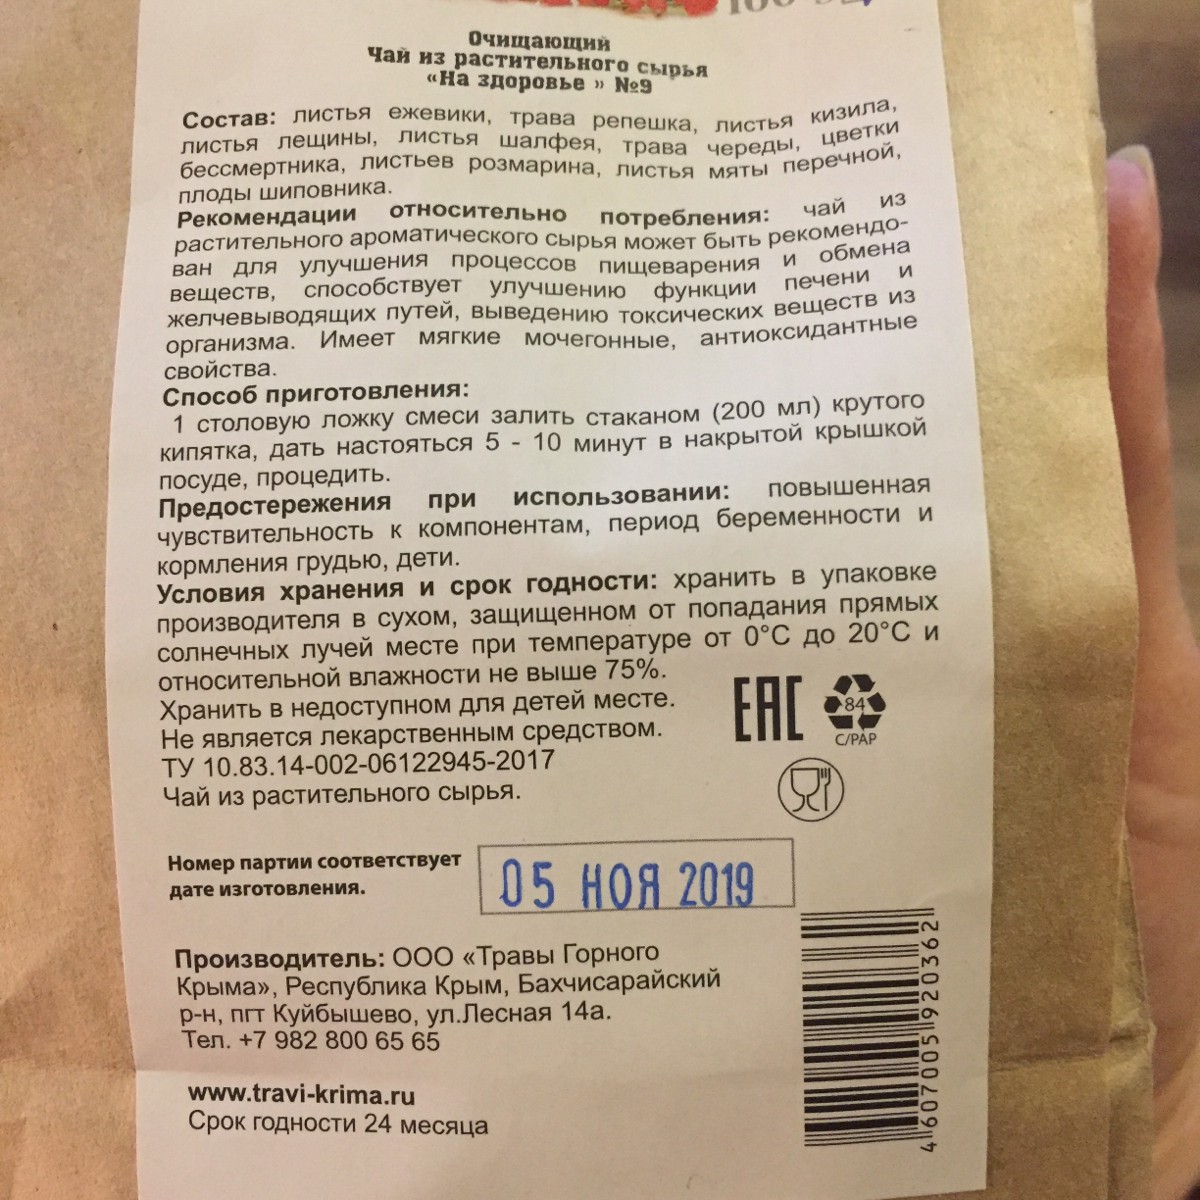 Очищающий
Чай из растительного сырья
«На здоровье » №9
Состав: листья ежевики, трава репешка, листья кизила,
листья лещины, листья шалфея, трава череды, цветки
бессмертника, листьев розмарина, листья мяты перечной,
плоды шиповника.
Рекомендации относительно потребления: чай из
растительного ароматического сырья может быть рекомендо-
ван для улучшения процессов пищеварения и обмена
веществ, способствует улучшению функции печени и
желчевыводящих путей, выведению токсических веществ из
организма. Имеет мягкие мочегонные, антиоксидантные
свойства.
Способ приготовления:
1 столовую ложку смеси залить стаканом (200 мл) крутого
кипятка, дать настояться 5 - 10 минут в накрытой крышкой
посуде, процедить.
Предостережения при использовании: повышенная
чувствительность к компонентам, период беременности и
кормления грудью, дети.
Условия хранения и срок годности: хранить в упаковке
производителя в сухом, защищенном от попадания прямых
солнечных лучей месте при температуре от 0°С до 20°С и
относительной влажности не выше 75%.
Хранить в недоступном для детей месте.
Не является лекарственным средством.
ТУ 10.83.14-002-06122945-2017
Чай из растительного сырья.
EAC
84
C/PAP
Номер партии соответствует
дате изготовления.
05 НОЯ 2019
Производитель: ООО «Травы Горного
Крыма», Республика Крым, Бахчисарайский
р-н, пгт Куйбышево, ул.Лесная 14а.
Тел. +7 982 800 65 65
www.travi-krima.ru
Срок годности 24 месяца
4 607005 920362